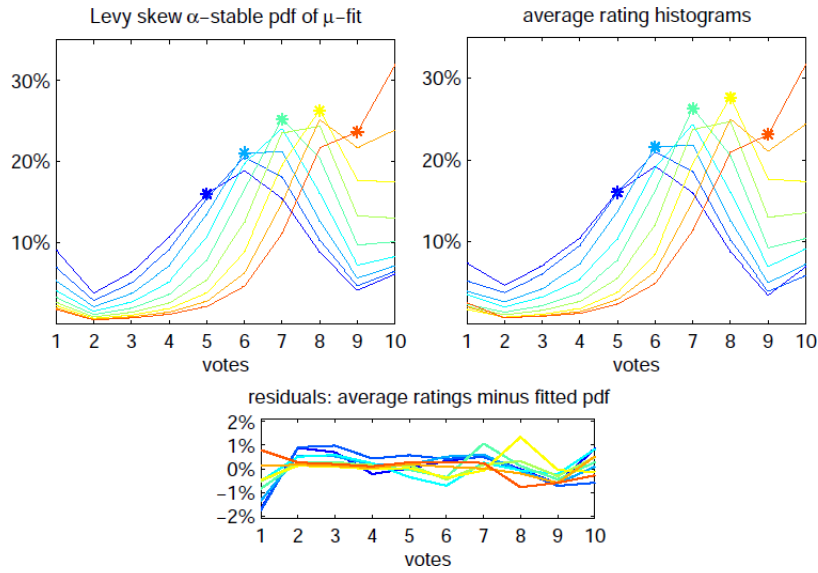 Levy skew α−stable pdf of μ−fit
30%
20%
10%
1 2 3 4 5 6 7 8 9 10
votes
average rating histograms
30%
20%
10%
1 2 3 4 5 6 7 8 9 10
votes
residuals: average ratings minus fitted pdf
2%
1%
0%
−1%
−2%
1 2 3 4 5 6 7 8 9 10
votes